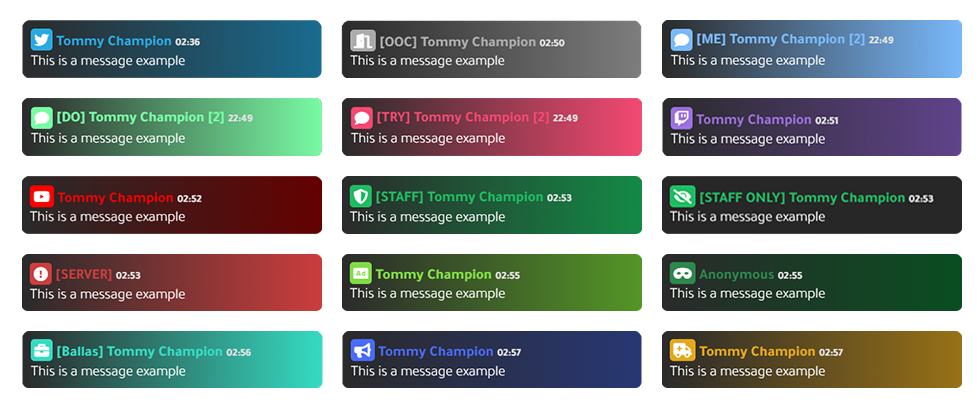 Tommy Champion 02:36
This is a message example
[OOC] Tommy Champion 02:50
This is a message example
[ME] Tommy Champion [2] 22:49
This is a message example
[DO] Tommy Champion [2] 22:49
This is a message example
[TRY] Tommy Champion [2] 22:49
This is a message example
Tommy Champion 02:51
This is a message example
Tommy Champion 02:52
This is a message example
[STAFF] Tommy Champion 02:53
This is a message example
[STAFF ONLY] Tommy Champion 02:53
This is a message example
[SERVER] 02:53
This is a message example
Ad Tommy Champion 02:55
This is a message example
Anonymous 02:55
This is a message example
[Ballas] Tommy Champion 02:56
This is a message example
Tommy Champion 02:57
This is a message example
Tommy Champion 02:57
This is a message example